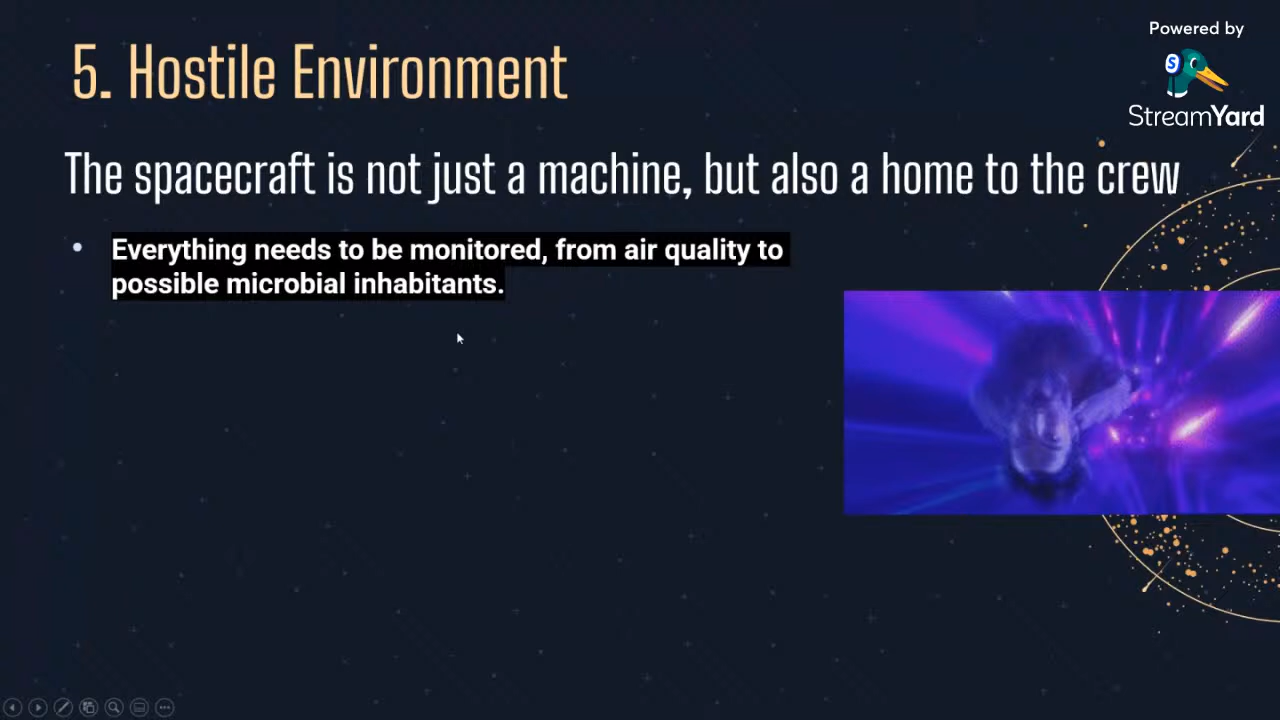 5. Hostile Environment
Powered by
S
StreamYard
The spacecraft is not just a machine, but also a home to the crew
• Everything needs to be monitored, from air quality to
possible microbial inhabitants.